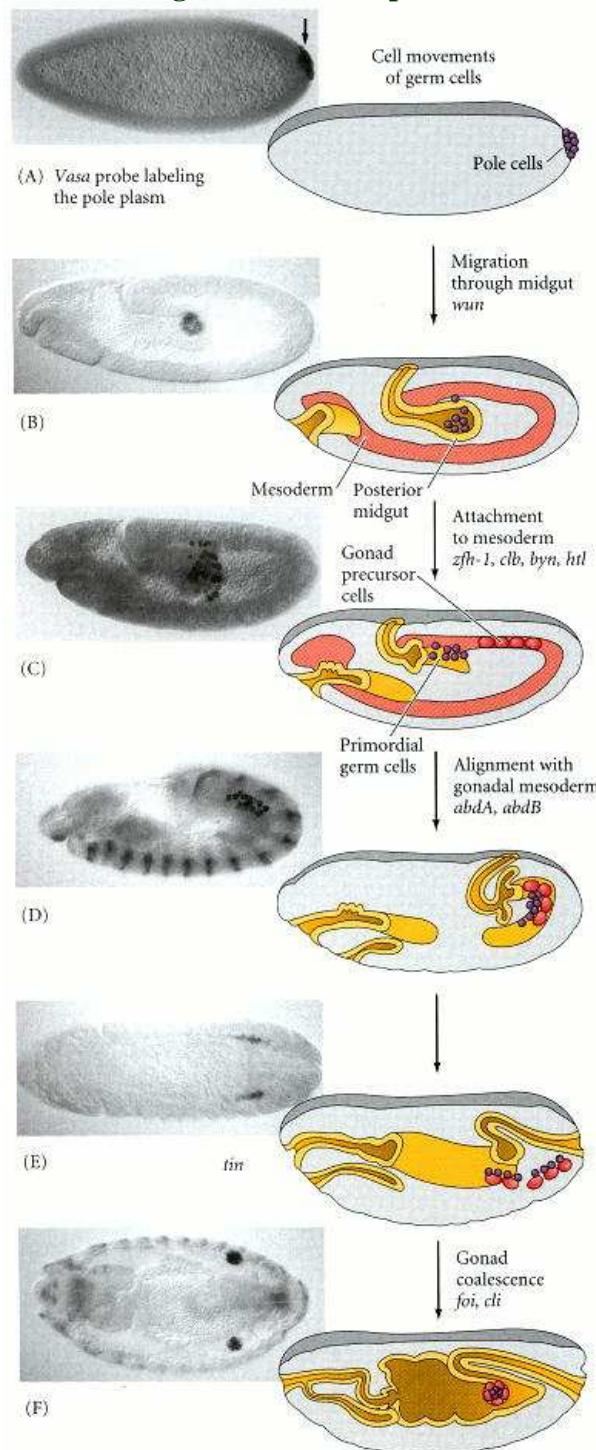 Cell movements
of germ cells
Pole cells
(A) Vasa probe labeling
the pole plasm
Migration
through midgut
wun
(B)
Mesoderm
Posterior
midgut
Attachment
to mesoderm
zfh-1, clb, byn, htl
Gonad
precursor
cells
(C)
Primordial
germ cells
Alignment with
gonadal mesoderm
abdA, abdB
(D)
(E)
tin
Gonad
coalescence
foi, cli
(F)